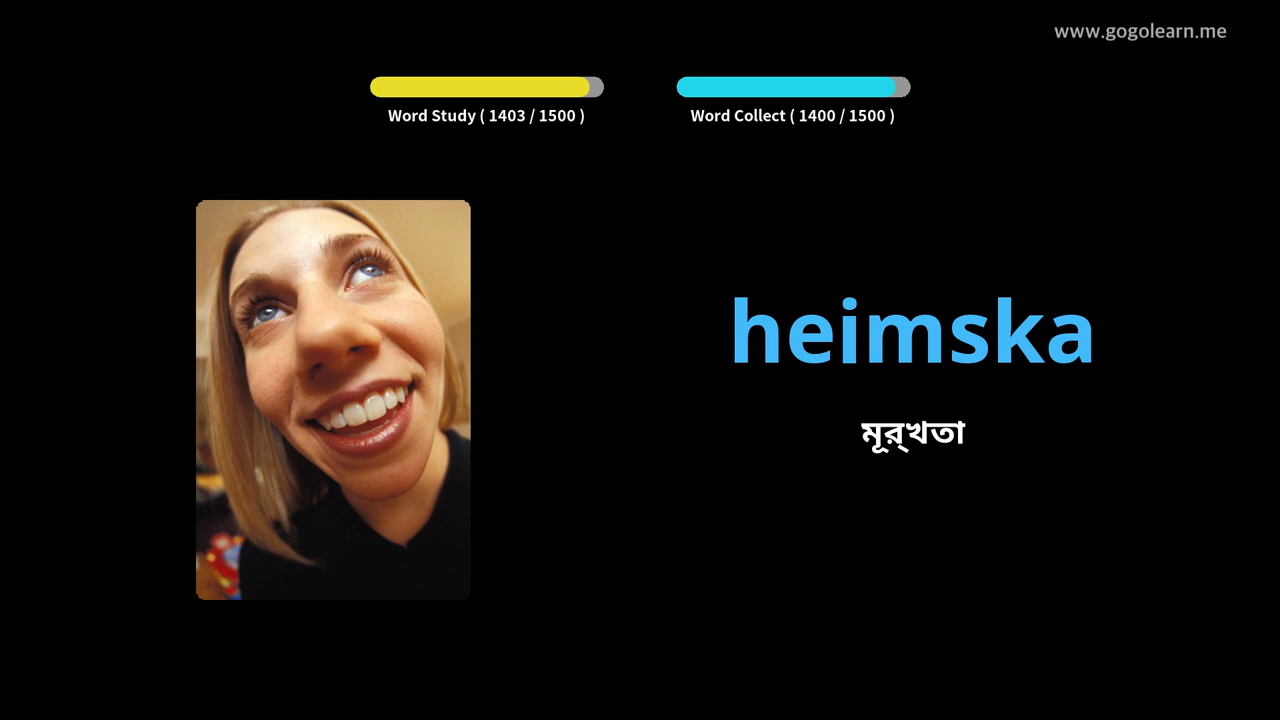 www.gogolearn.me
Word Study ( 1403 / 1500 )
Word Collect ( 1400 / 1500 )
heimska
মূর্খতা